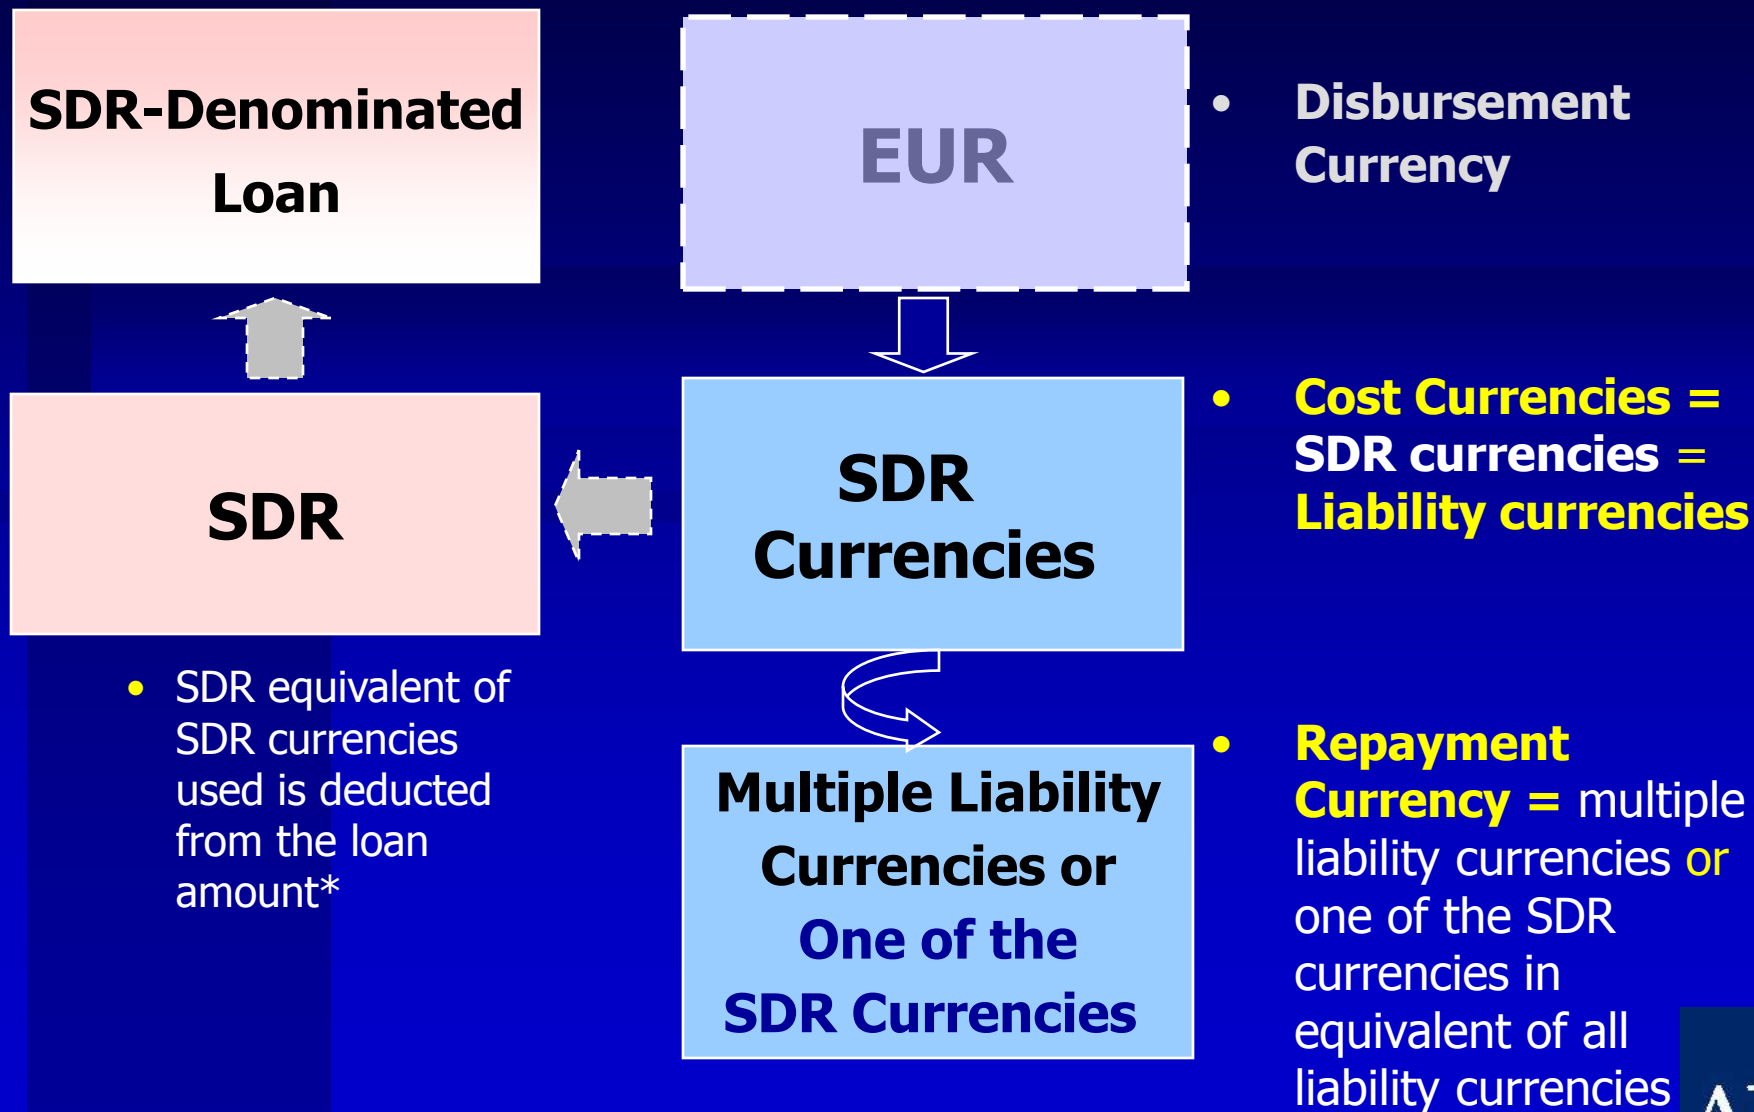 SDR-Denominated
Loan
EUR
• Disbursement
Currency
SDR
SDR
Currencies
• Cost Currencies =
SDR currencies =
Liability currencies
• SDR equivalent of
SDR currencies
used is deducted
from the loan
amount*
Multiple Liability
Currencies or
One of the
SDR Currencies
• Repayment
Currency = multiple
liability currencies or
one of the SDR
currencies in
equivalent of all
liability currencies